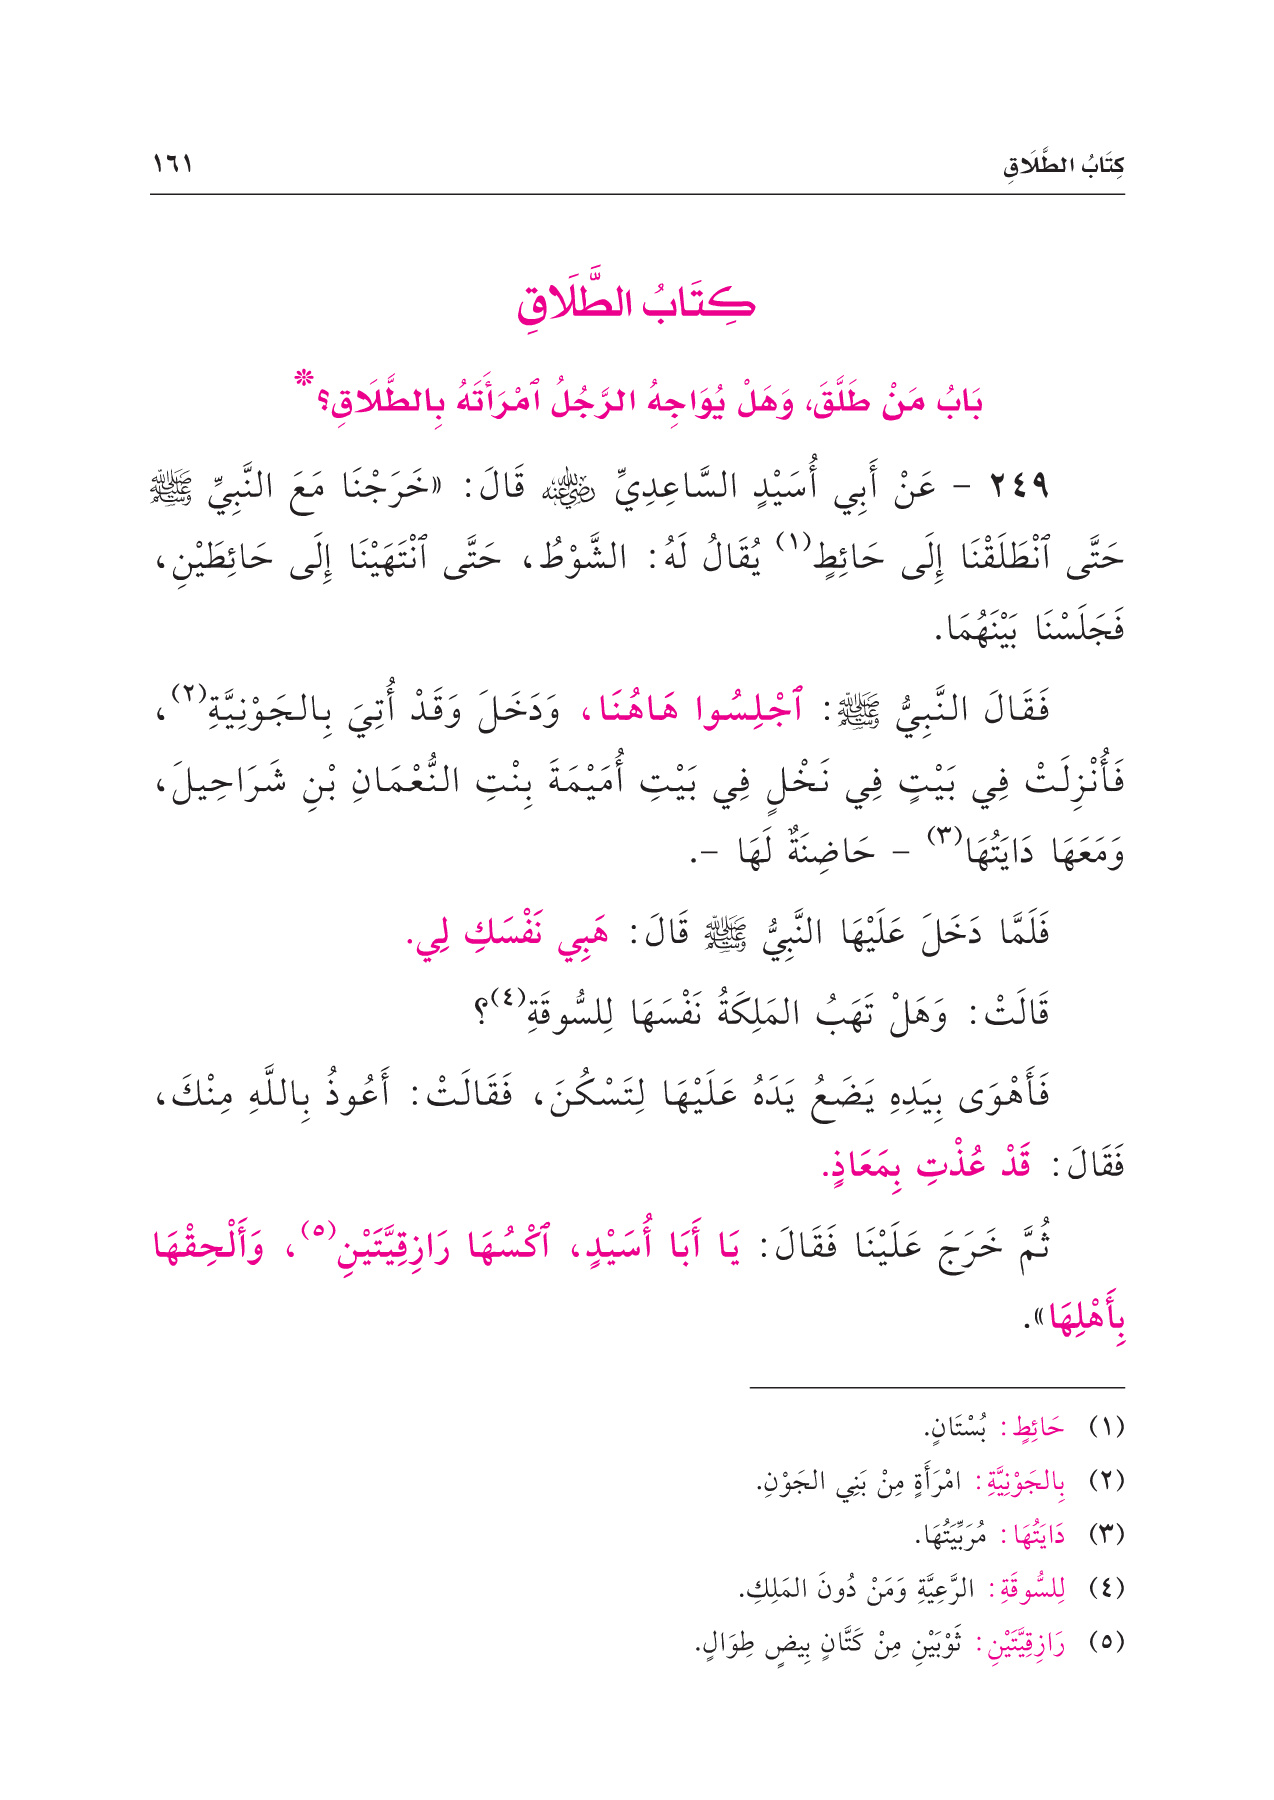 كِتَابُ الطَّلَاقِ ١٦١
كِتَابُ الطَّلَاقِ
بَابُ مَنْ طَلَّقَ، وَهَلْ يُوَاجِهُ الرَّجُلُ ٱمْرَأَتَهُ بِالطَّلَاقِ؟*
٢٤٩ - عَنْ أَبِي أُسَيْدٍ السَّاعِدِيِّ رضي الله عنه قَالَ: «خَرَجْنَا مَعَ النَّبِيِّ ﷺ
حَتَّى ٱنْطَلَقْنَا إِلَى حَائِطٍ(١) يُقَالُ لَهُ: الشَّوْطُ، حَتَّى ٱنْتَهَيْنَا إِلَى حَائِطَيْنِ،
فَجَلَسْنَا بَيْنَهُمَا.
فَقَالَ النَّبِيُّ ﷺ: ٱجْلِسُوا هَاهُنَا، وَدَخَلَ وَقَدْ أُتِيَ بِالجَوْنِيَّةِ(٢)،
فَأُنْزِلَتْ فِي بَيْتٍ فِي نَخْلٍ فِي بَيْتِ أُمَيْمَةَ بِنْتِ النُّعْمَانِ بْنِ شَرَاحِيلَ،
وَمَعَهَا دَايَتُهَا(٣) - حَاضِنَةٌ لَهَا -.
فَلَمَّا دَخَلَ عَلَيْهَا النَّبِيُّ ﷺ قَالَ: هَبِي نَفْسَكِ لِي.
قَالَتْ: وَهَلْ تَهَبُ المَلِكَةُ نَفْسَهَا لِلسُّوقَةِ(٤)؟
فَأَهْوَى بِيَدِهِ يَضَعُ يَدَهُ عَلَيْهَا لِتَسْكُنَ، فَقَالَتْ: أَعُوذُ بِاللَّهِ مِنْكَ،
فَقَالَ: قَدْ عُذْتِ بِمَعَاذٍ.
ثُمَّ خَرَجَ عَلَيْنَا فَقَالَ: يَا أَبَا أُسَيْدٍ، ٱكْسُهَا رَازِقِيَّتَيْنِ(٥)، وَأَلْحِقْهَا
بِأَهْلِهَا».
(١) حَائِطٍ: بُسْتَانٍ.
(٢) بِالجَوْنِيَّةِ: امْرَأَةٍ مِنْ بَنِي الجَوْنِ.
(٣) دَايَتُهَا: مُرَبِّيَتُهَا.
(٤) لِلسُّوقَةِ: الرَّعِيَّةِ وَمَنْ دُونَ المَلِكِ.
(٥) رَازِقِيَّتَيْنِ: ثَوْبَيْنِ مِنْ كَتَّانٍ بِيضٍ طِوَالٍ.